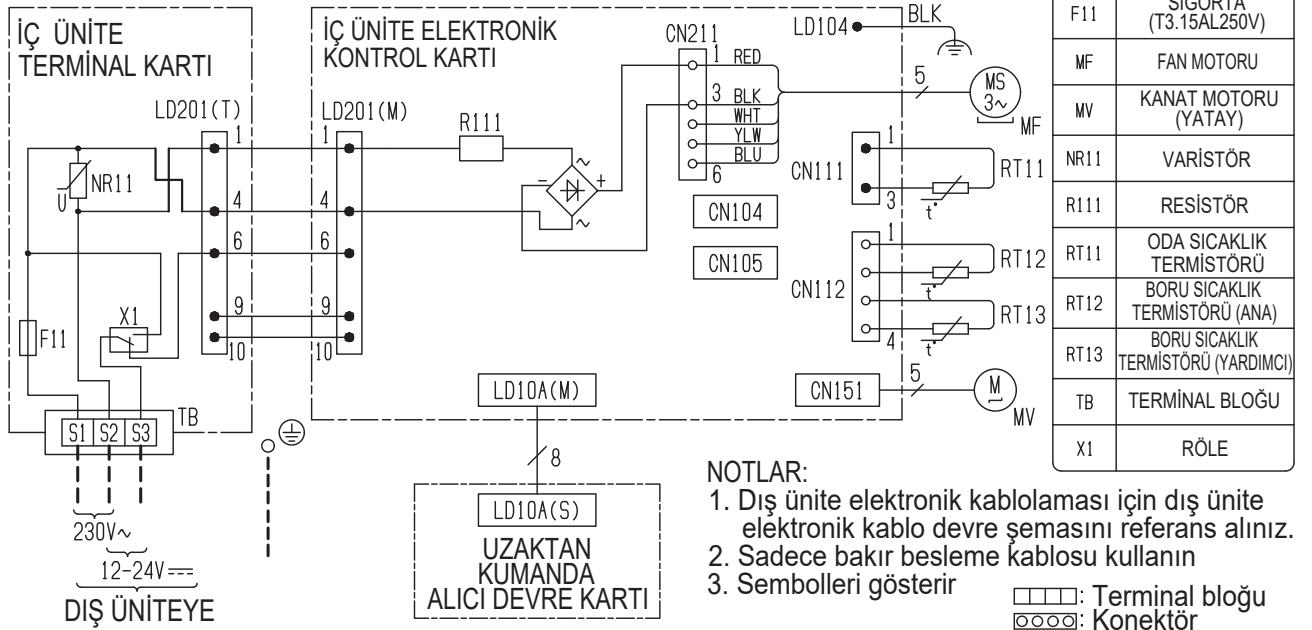 İÇ ÜNİTE
TERMİNAL KARTI
LD201(T)
1
4
6
9
10
NR11
U
F11
X1
TB
S1 S2 S3
230V~
12-24V
DIŞ ÜNİTEYE
İÇ ÜNİTE ELEKTRONİK
KONTROL KARTI
LD201(M)
1
4
6
9
10
R111
~
-
+
~
CN211
1 RED
3 BLK
WHT
YLW
BLU
6
LD104
BLK
5
MS
3~
MF
CN104
CN105
CN111
1
3
t°
RT11
CN112
1
4
t°
RT12
t°
RT13
CN151
5
M
MV
LD10A(M)
8
LD10A(S)
UZAKTAN
KUMANDA
ALICI DEVRE KARTI
F11 SİGORTA
(T3.15AL250V)
MF FAN MOTORU
MV KANAT MOTORU
(YATAY)
NR11 VARİSTÖR
R111 RESİSTÖR
RT11 ODA SICAKLIK
TERMİSTÖRÜ
RT12 BORU SICAKLIK
TERMİSTÖRÜ (ANA)
RT13 BORU SICAKLIK
TERMİSTÖRÜ (YARDIMCI)
TB TERMİNAL BLOĞU
X1 RÖLE
NOTLAR:
1. Dış ünite elektronik kablolaması için dış ünite
elektronik kablo devre şemasını referans alınız.
2. Sadece bakır besleme kablosu kullanın
3. Sembolleri gösterir
: Terminal bloğu
: Konektör